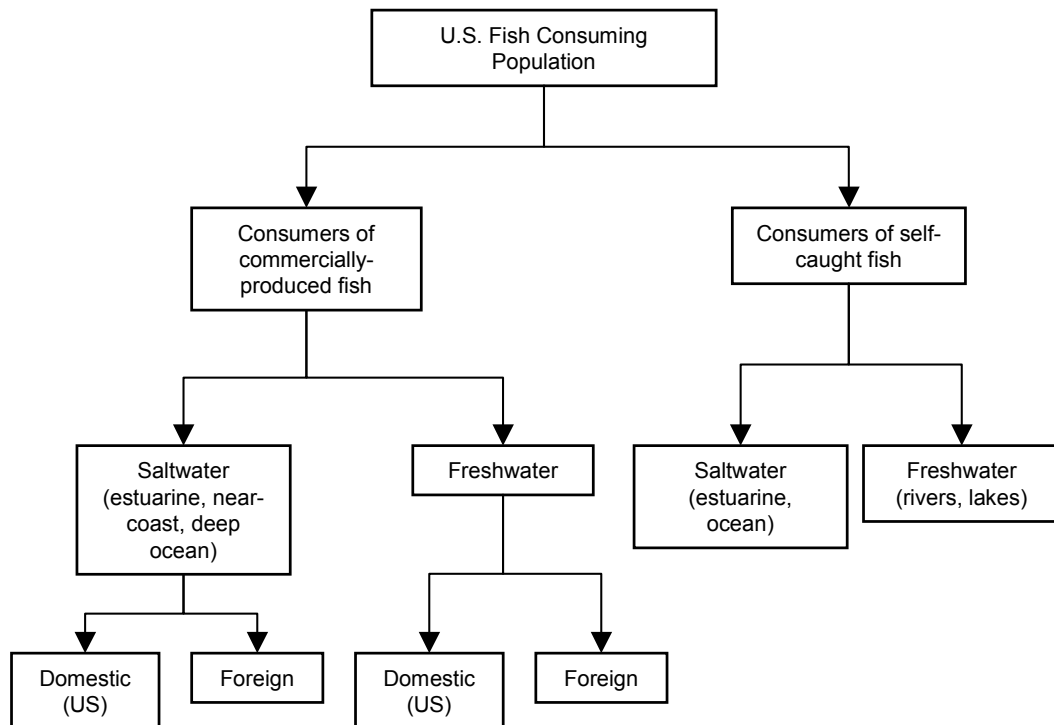 U.S. Fish Consuming
Population
Consumers of
commercially-
produced fish
Consumers of self-
caught fish
Saltwater
(estuarine, near-
coast, deep
ocean)
Freshwater
Saltwater
(estuarine,
ocean)
Freshwater
(rivers, lakes)
Domestic
(US)
Foreign
Domestic
(US)
Foreign